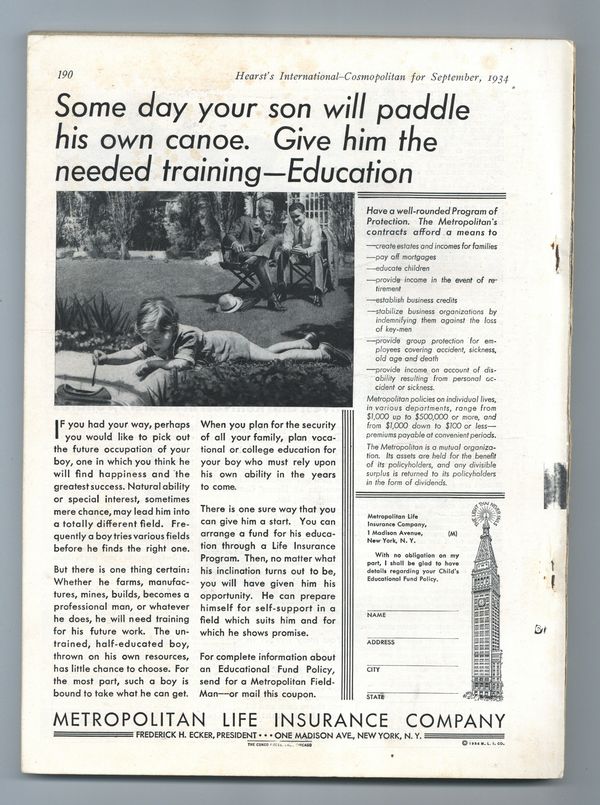 190
Hearst's International-Cosmopolitan for September, 1934
Some day your son will paddle
his own canoe. Give him the
needed training—Education
IF you had your way, perhaps
you would like to pick out
the future occupation of your
boy, one in which you think he
will find happiness and the
greatest success. Natural ability
or special interest, sometimes
mere chance, may lead him into
a totally different field. Fre-
quently a boy tries various fields
before he finds the right one.
But there is one thing certain:
Whether he farms, manufac-
tures, mines, builds, becomes a
professional man, or whatever
he does, he will need training
for his future work. The un-
trained, half-educated boy,
thrown on his own resources,
has little chance to choose. For
the most part, such a boy is
bound to take what he can get.
When you plan for the security
of all your family, plan voca-
tional or college education for
your boy who must rely upon
his own ability in the years
to come.
There is one sure way that you
can give him a start. You can
arrange a fund for his educa-
tion through a Life Insurance
Program. Then, no matter what
his inclination turns out to be,
you will have given him his
opportunity. He can prepare
himself for self-support in a
field which suits him and for
which he shows promise.
For complete information about
an Educational Fund Policy,
send for a Metropolitan Field-
Man—or mail this coupon.
Have a well-rounded Program of
Protection. The Metropolitan's
contracts afford a means to
—create estates and incomes for families
—pay off mortgages
—educate children
—provide income in the event of re-
tirement
—establish business credits
—stabilize business organizations by
indemnifying them against the loss
of key-men
—provide group protection for em-
ployees covering accident, sickness,
old age and death
—provide income on account of dis-
ability resulting from personal ac-
cident or sickness.
Metropolitan policies on individual lives,
in various departments, range from
$1,000 up to $500,000 or more, and
from $1,000 down to $100 or less—
premiums payable at convenient periods.
The Metropolitan is a mutual organiza-
tion. Its assets are held for the benefit
of its policyholders, and any divisible
surplus is returned to its policyholders
in the form of dividends.
Metropolitan Life
Insurance Company,
1 Madison Avenue, (M)
New York, N. Y.
With no obligation on my
part, I shall be glad to have
details regarding your Child's
Educational Fund Policy.
NAME
ADDRESS
CITY
STATE
METROPOLITAN LIFE INSURANCE COMPANY
FREDERICK H. ECKER, PRESIDENT • • • ONE MADISON AVE., NEW YORK, N. Y.
THE CUNEO CHICAGO
© 1934 M. L. I. CO.